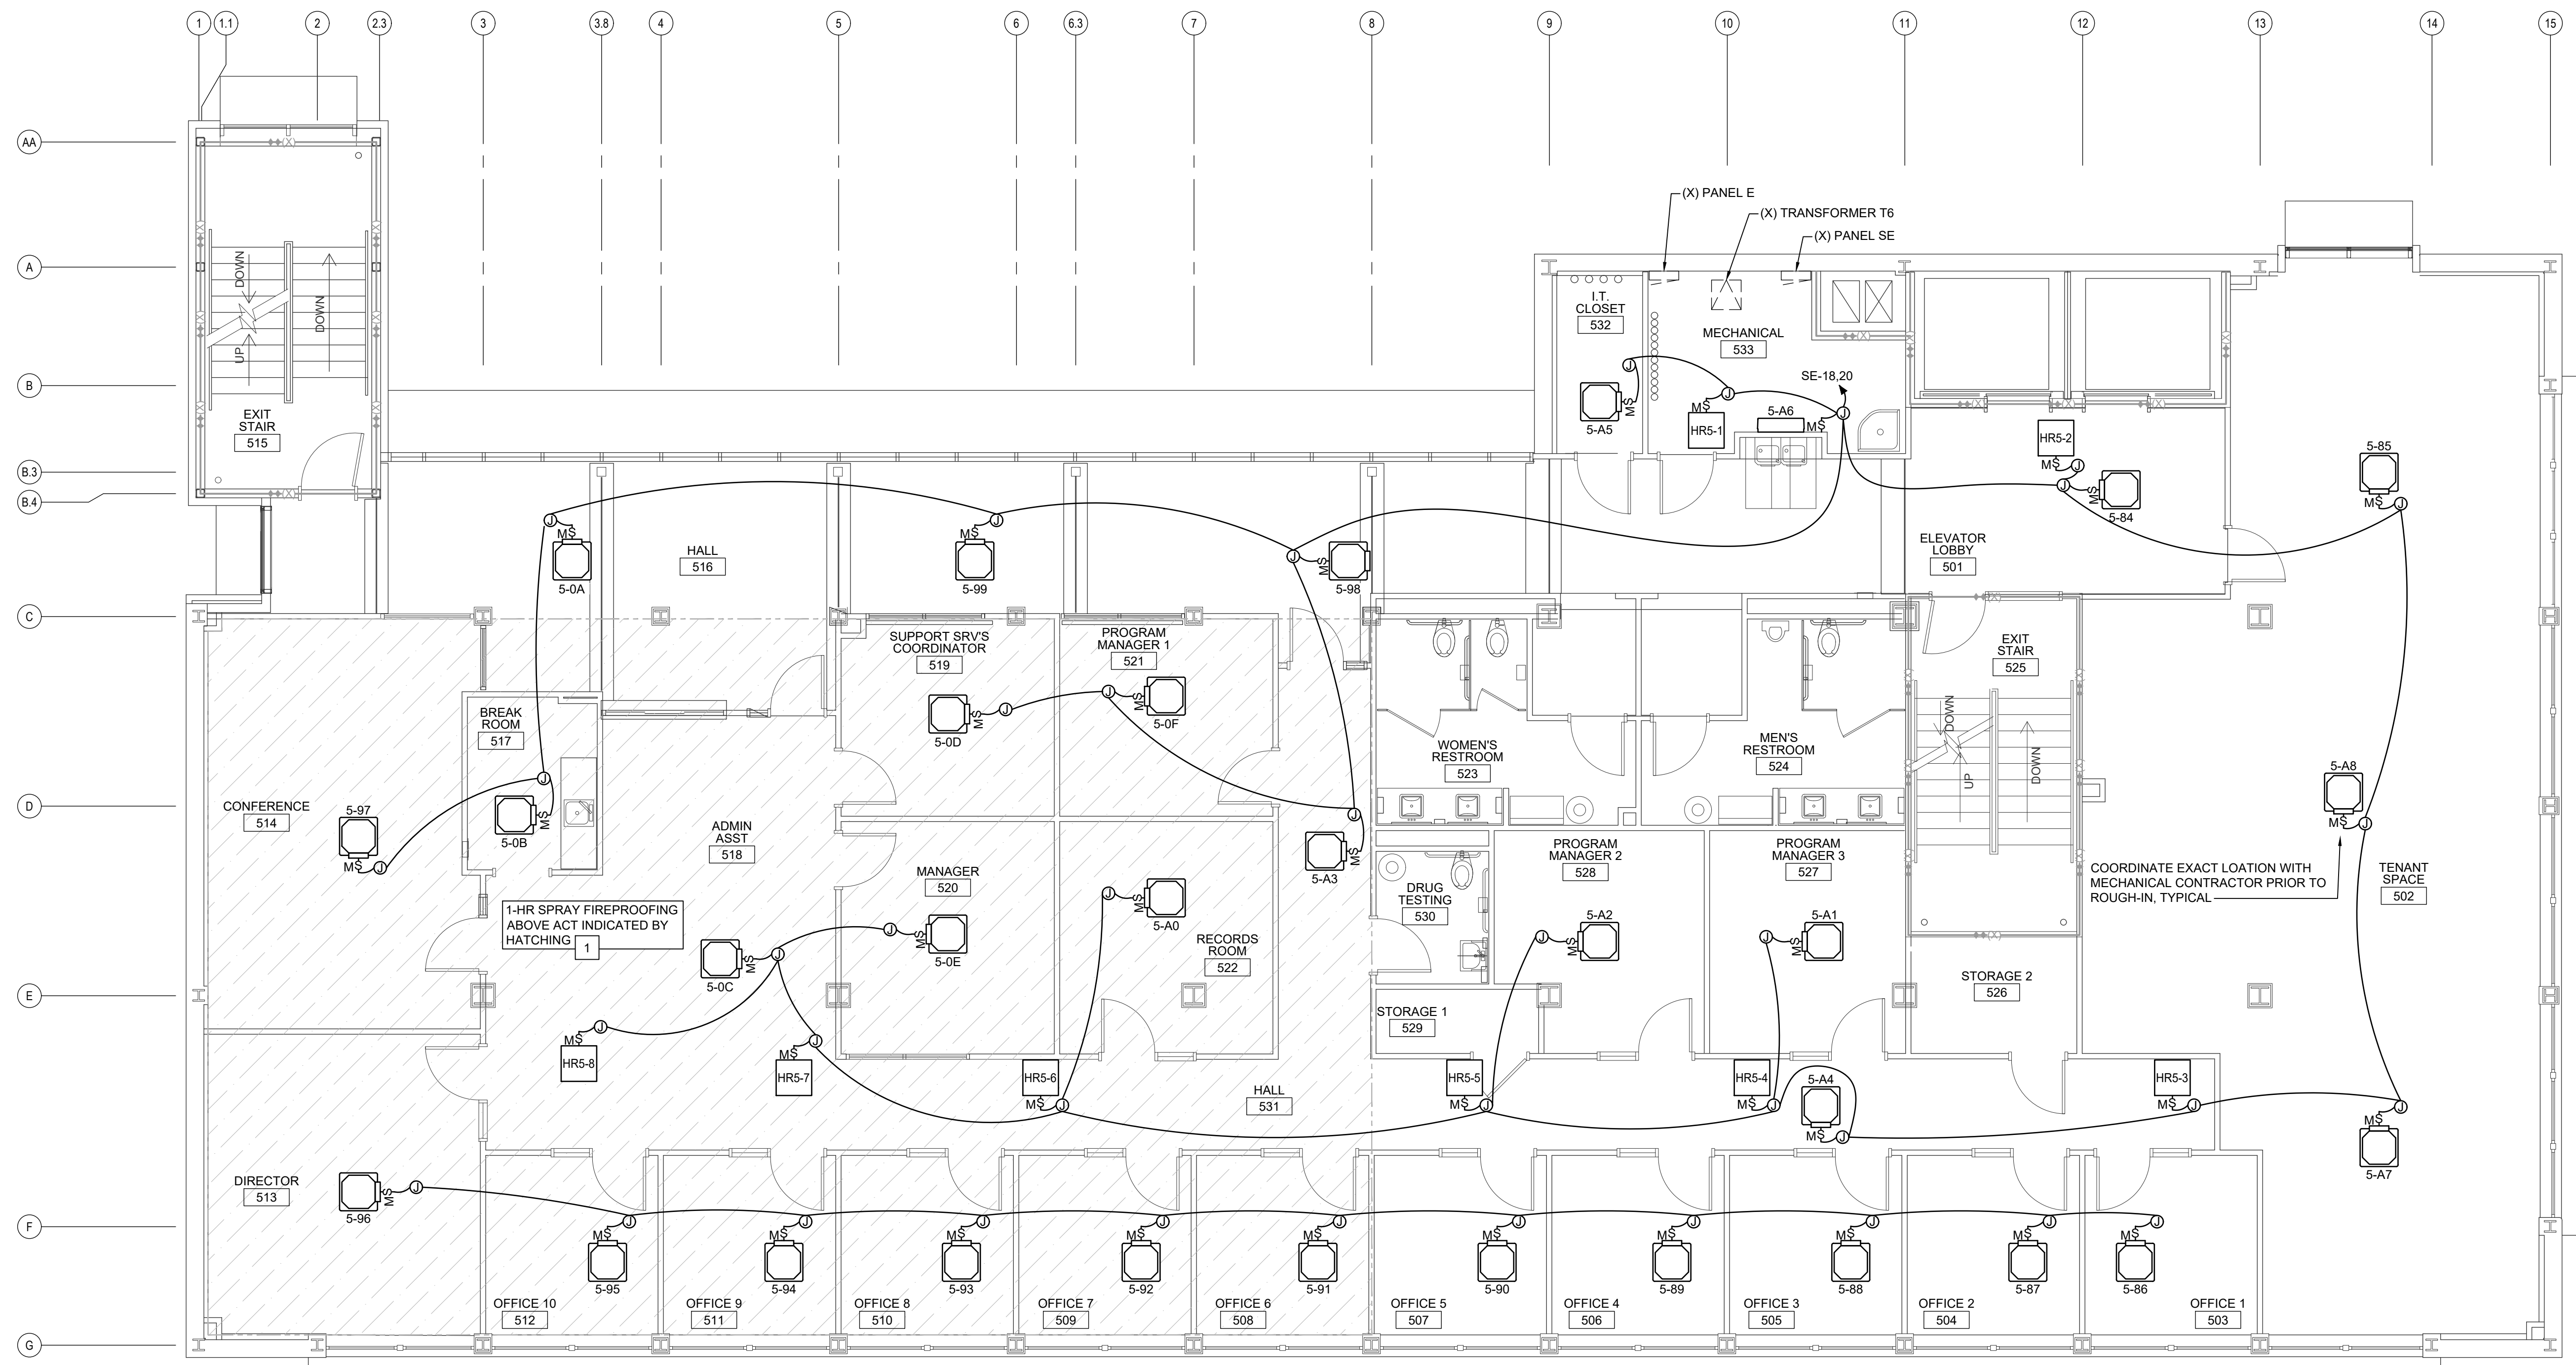 1 1.1 2 2.3 3 3.8 4 5 6 6.3 7 8 9 10 11 12 13 14 15
AA
A
B
B.3
B.4
C
D
E
F
G
(X) PANEL E
(X) TRANSFORMER T6
(X) PANEL SE
DOWN
DOWN
UP
EXIT
STAIR
515
I.T.
CLOSET
532
MECHANICAL
533
SE-18,20
J
J
J
M$
5-A5
M$
HR5-1
5-A6
M$
HR5-2
M$
J
J
M$
5-84
5-85
M$
J
ELEVATOR
LOBBY
501
J
M$
5-0A
HALL
516
J
M$
5-99
J
M$
5-98
SUPPORT SRV'S
COORDINATOR
519
PROGRAM
MANAGER 1
521
M$
J
5-0D
J
M$
5-0F
BREAK
ROOM
517
J
M$
5-0B
CONFERENCE
514
5-97
M$
J
ADMIN
ASST
518
J
M$
5-A3
WOMEN'S
RESTROOM
523
MEN'S
RESTROOM
524
EXIT
STAIR
525
DOWN
UP
DOWN
5-A8
M$
J
COORDINATE EXACT LOATION WITH
MECHANICAL CONTRACTOR PRIOR TO
ROUGH-IN, TYPICAL
TENANT
SPACE
502
1-HR SPRAY FIREPROOFING
ABOVE ACT INDICATED BY
HATCHING
1
MANAGER
520
J
M$
5-0E
M$
J
5-0C
J
M$
5-A0
RECORDS
ROOM
522
DRUG
TESTING
530
PROGRAM
MANAGER 2
528
5-A2
J
M$
PROGRAM
MANAGER 3
527
5-A1
J
M$
STORAGE 1
529
STORAGE 2
526
M$
J
HR5-8
M$
J
HR5-7
HR5-6
M$
J
HALL
531
HR5-5
M$
J
HR5-4
M$
J
5-A4
M$
J
HR5-3
M$
J
J
M$
5-A7
DIRECTOR
513
M$
J
5-96
M$ J M$ J M$ J M$ J M$ J M$ J M$ J M$ J M$ J M$ J
5-95 5-94 5-93 5-92 5-91 5-90 5-89 5-88 5-87 5-86
OFFICE 10 OFFICE 9 OFFICE 8 OFFICE 7 OFFICE 6 OFFICE 5 OFFICE 4 OFFICE 3 OFFICE 2 OFFICE 1
512 511 510 509 508 507 506 505 504 503